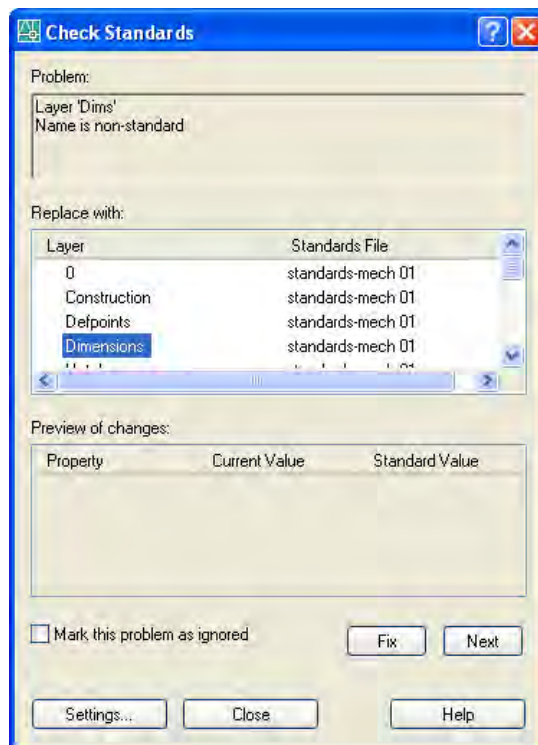 Check Standards
Problem:
Layer 'Dims'
Name is non-standard
Replace with:
Layer Standards File
0 standards-mech 01
Construction standards-mech 01
Defpoints standards-mech 01
Dimensions standards-mech 01
Preview of changes:
Property Current Value Standard Value
Mark this problem as ignored
Fix Next
Settings... Close Help